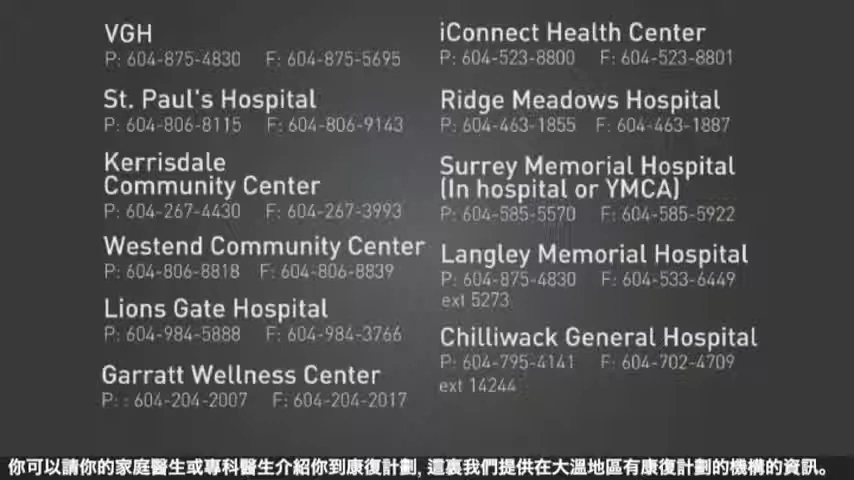 VGH
P: 604-875-4830 F: 604-875-5695
St. Paul's Hospital
P: 604-806-8115 F: 604-806-9143
Kerrisdale
Community Center
P: 604-267-4430 F: 604-267-3993
Westend Community Center
P: 604-806-8818 F: 604-806-8839
Lions Gate Hospital
P: 604-984-5888 F: 604-984-3766
Garratt Wellness Center
P: : 604-204-2007 F: 604-204-2017
iConnect Health Center
P: 604-523-8800 F: 604-523-8801
Ridge Meadows Hospital
P: 604-463-1855 F: 604-463-1887
Surrey Memorial Hospital
(In hospital or YMCA)
P: 604-585-5570 F: 604-585-5922
Langley Memorial Hospital
P: 604-875-4830 F: 604-533-6449
ext 5273
Chilliwack General Hospital
P: 604-795-4141 F: 604-702-4709
ext 14244
你可以請你的家庭醫生或專科醫生介紹你到康復計劃, 這裏我們提供在大溫地區有康復計劃的機構的資訊。